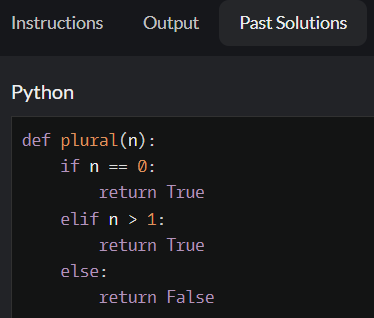 Instructions Output Past Solutions
Python
def plural(n):
    if n == 0:
        return True
    elif n > 1:
        return True
    else:
        return False